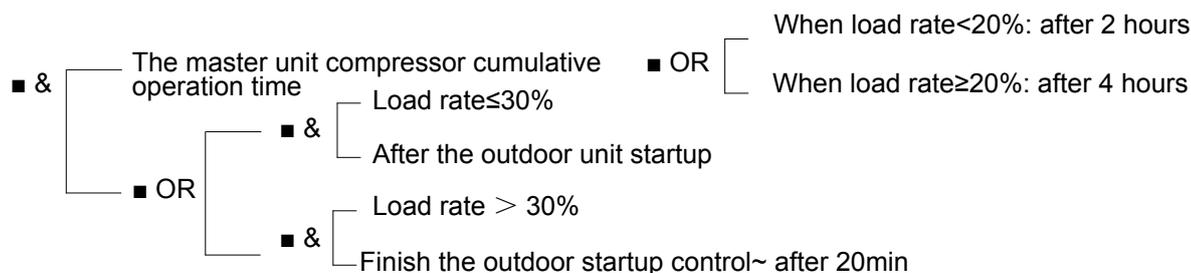 When load rate<20%: after 2 hours
■ & The master unit compressor cumulative operation time ■ OR
When load rate≥20%: after 4 hours
Load rate≤30%
■ &
After the outdoor unit startup
■ OR
Load rate > 30%
■ &
Finish the outdoor startup control~ after 20min